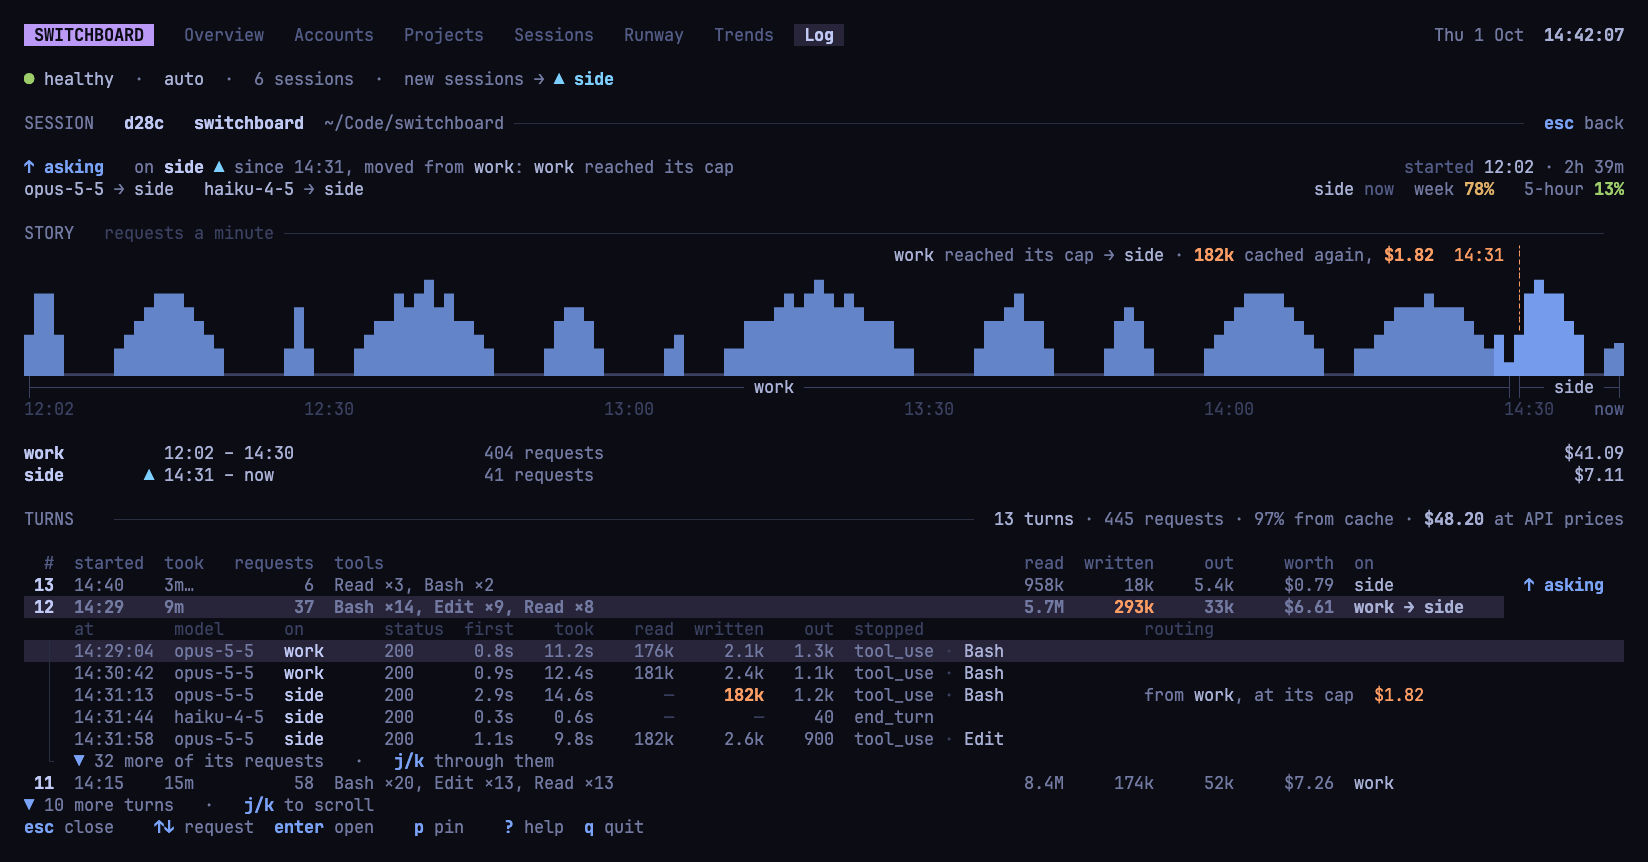 SWITCHBOARD Overview Accounts Projects Sessions Runway Trends Log Thu 1 Oct 14:42:07
● healthy · auto · 6 sessions · new sessions → ▲ side
SESSION d28c switchboard ~/Code/switchboard esc back
↑ asking on side ▲ since 14:31, moved from work: work reached its cap started 12:02 · 2h 39m
opus-5-5 → side haiku-4-5 → side side now week 78% 5-hour 13%
STORY requests a minute
work reached its cap → side · 182k cached again, $1.82 14:31
work side
12:02 12:30 13:00 13:30 14:00 14:30 now
work 12:02 – 14:30 404 requests $41.09
side ▲ 14:31 – now 41 requests $7.11
TURNS 13 turns · 445 requests · 97% from cache · $48.20 at API prices
# started took requests tools read written out worth on
13 14:40 3m… 6 Read ×3, Bash ×2 958k 18k 5.4k $0.79 side ↑ asking
12 14:29 9m 37 Bash ×14, Edit ×9, Read ×8 5.7M 293k 33k $6.61 work → side
at model on status first took read written out stopped routing
14:29:04 opus-5-5 work 200 0.8s 11.2s 176k 2.1k 1.3k tool_use · Bash
14:30:42 opus-5-5 work 200 0.9s 12.4s 181k 2.4k 1.1k tool_use · Bash
14:31:13 opus-5-5 side 200 2.9s 14.6s — 182k 1.2k tool_use · Bash from work, at its cap $1.82
14:31:44 haiku-4-5 side 200 0.3s 0.6s — — 40 end_turn
14:31:58 opus-5-5 side 200 1.1s 9.8s 182k 2.6k 900 tool_use · Edit
▼ 32 more of its requests · j/k through them
11 14:15 15m 58 Bash ×20, Edit ×13, Read ×13 8.4M 174k 52k $7.26 work
▼ 10 more turns · j/k to scroll
esc close ↑↓ request enter open p pin ? help q quit